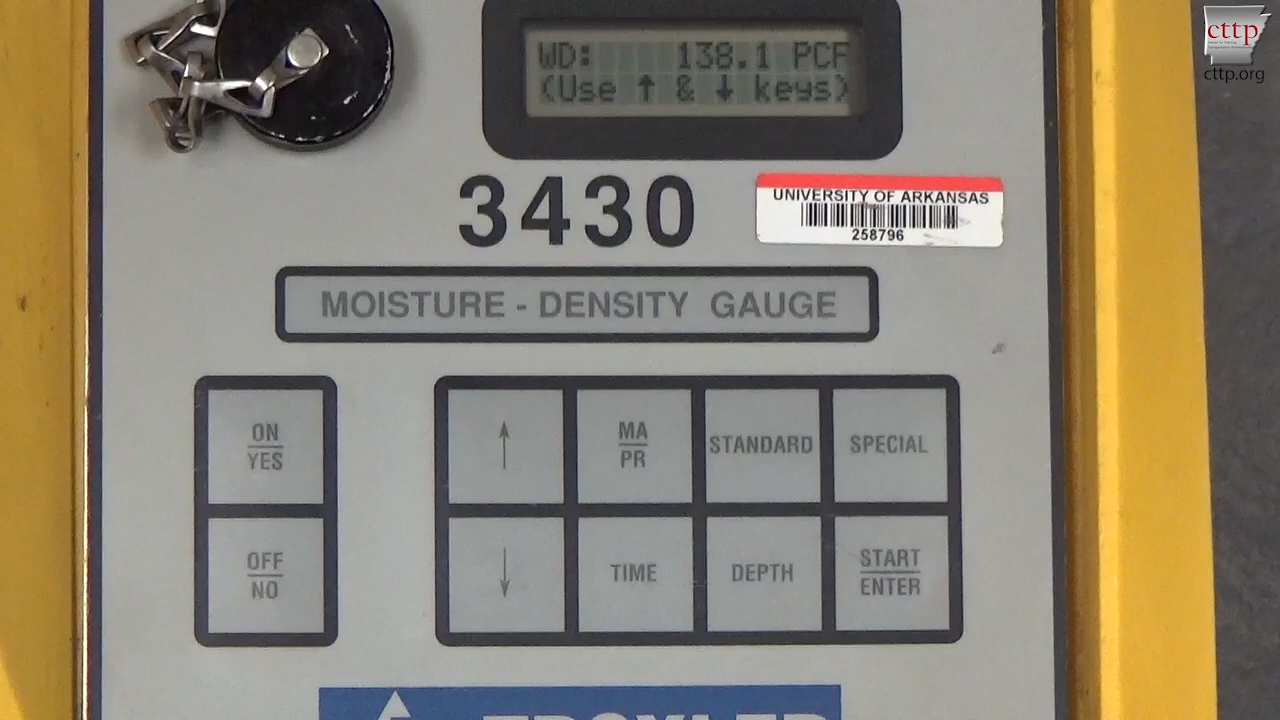 WD: 138.1 PCF
(Use ↑ & ↓ keys)
cttp
cttp.org
3430
UNIVERSITY OF ARKANSAS
258796
MOISTURE - DENSITY GAUGE
ON
YES
↑
MA
PR
STANDARD
SPECIAL
OFF
NO
↓
TIME
DEPTH
START
ENTER
TROXLER